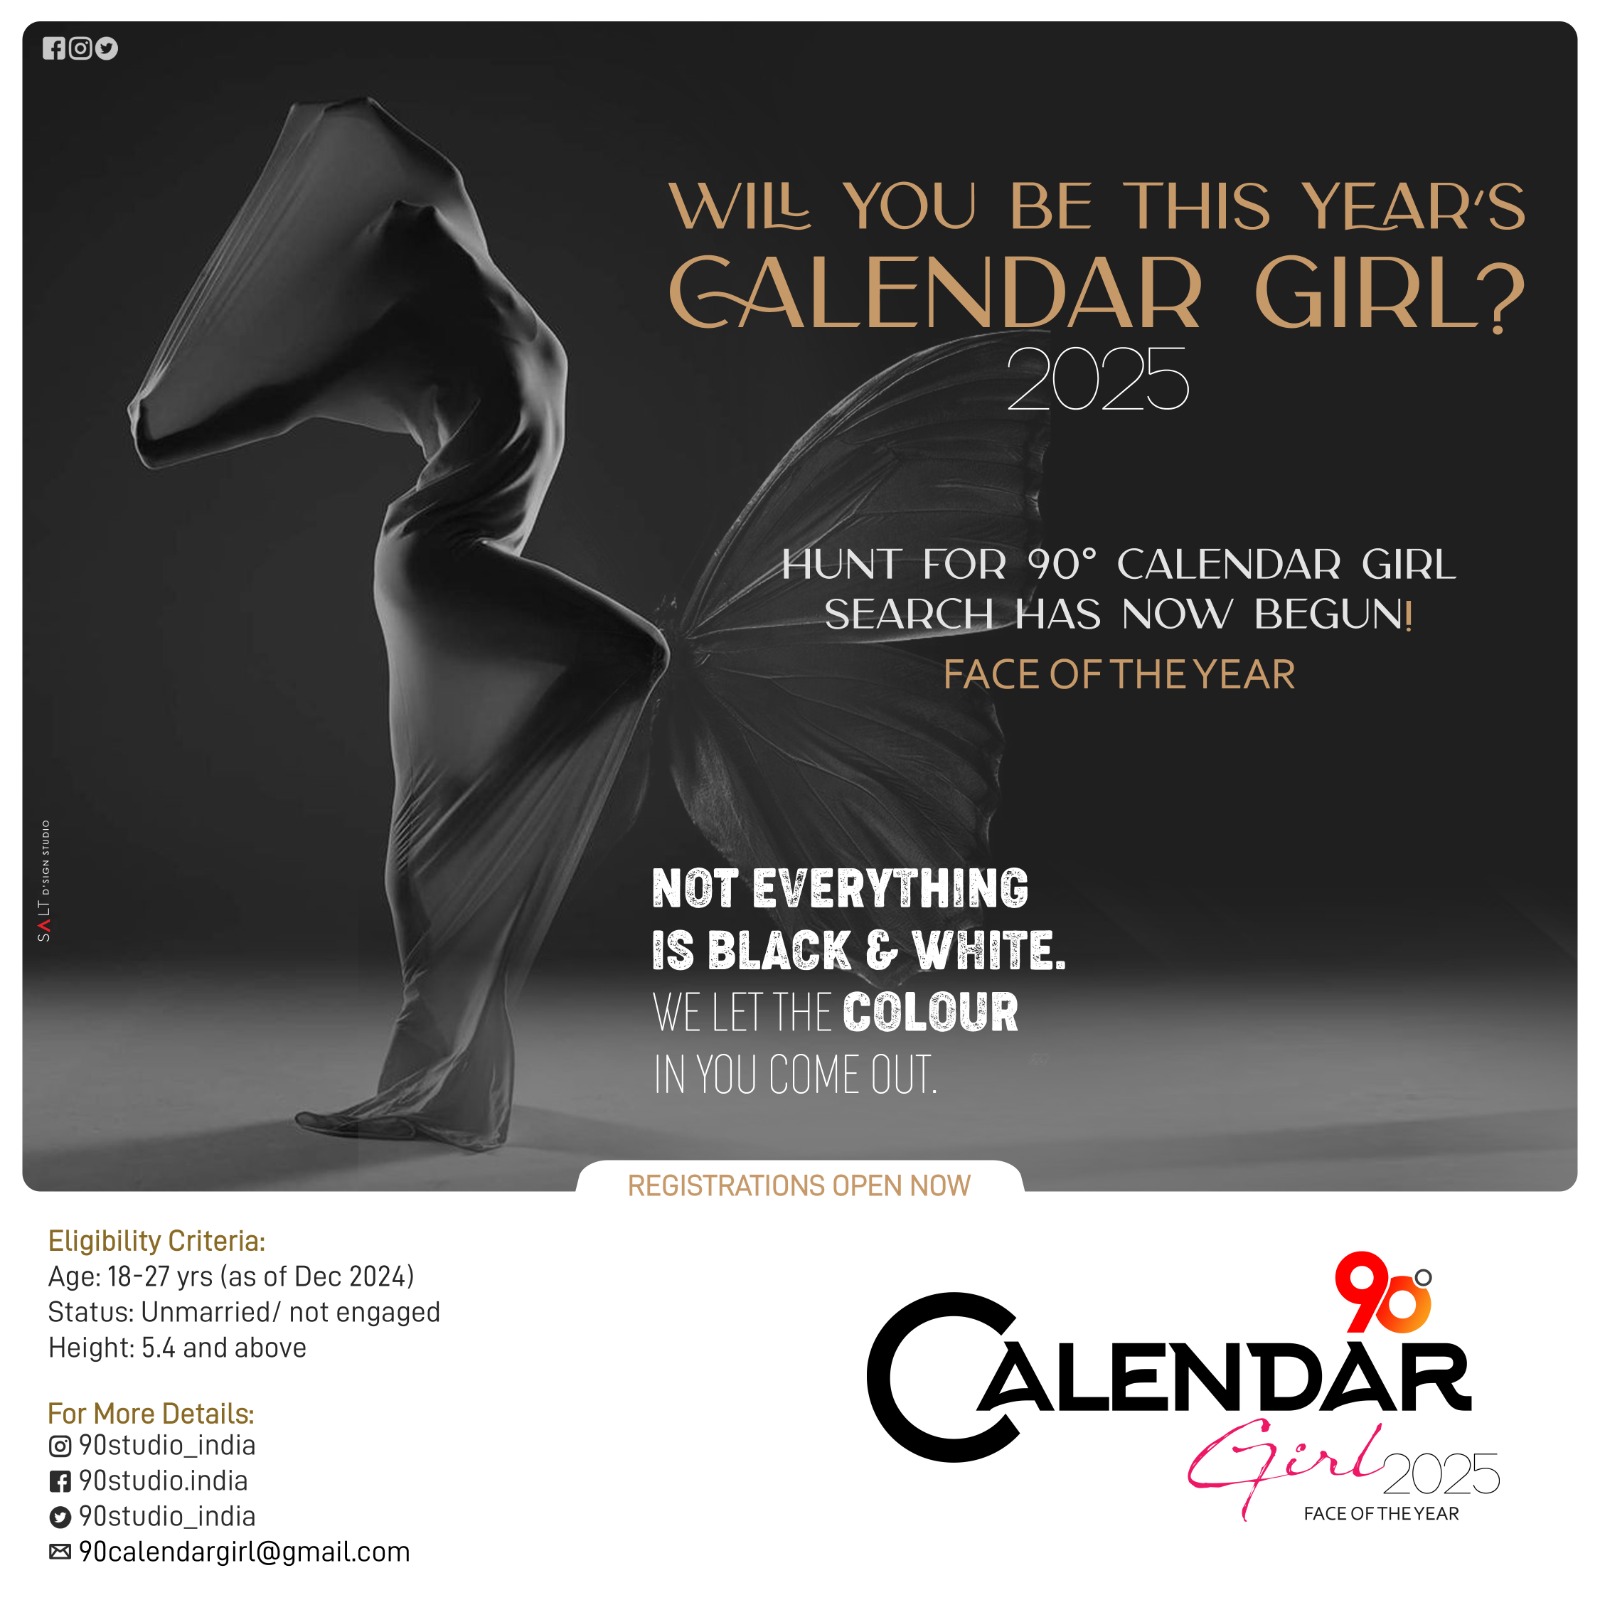 WILL YOU BE THIS YEAR'S
CALENDAR GIRL?
2025
HUNT FOR 90° CALENDAR GIRL
SEARCH HAS NOW BEGUN!
FACE OF THE YEAR
SALT D'SIGN STUDIO
NOT EVERYTHING
IS BLACK & WHITE.
WE LET THE COLOUR
IN YOU COME OUT.
REGISTRATIONS OPEN NOW
Eligibility Criteria:
Age: 18-27 yrs (as of Dec 2024)
Status: Unmarried/ not engaged
Height: 5.4 and above
For More Details:
90studio_india
90studio.india
90studio_india
90calendargirl@gmail.com
90°
CALENDAR
Girl 2025
FACE OF THE YEAR